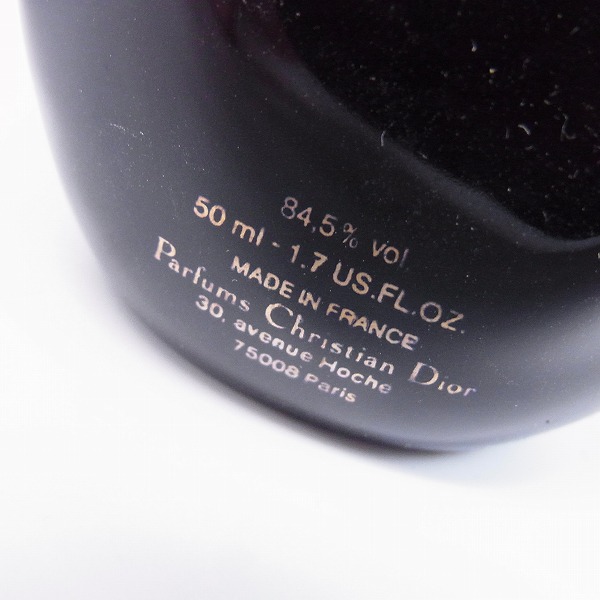 84,5% vol
50 ml - 1.7 US.FL.OZ.
MADE IN FRANCE
Parfums Christian Dior
30, avenue Hoche
75008 Paris